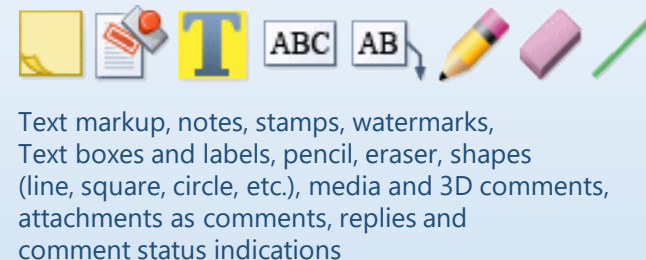 T ABC AB
Text markup, notes, stamps, watermarks,
Text boxes and labels, pencil, eraser, shapes
(line, square, circle, etc.), media and 3D comments,
attachments as comments, replies and
comment status indications